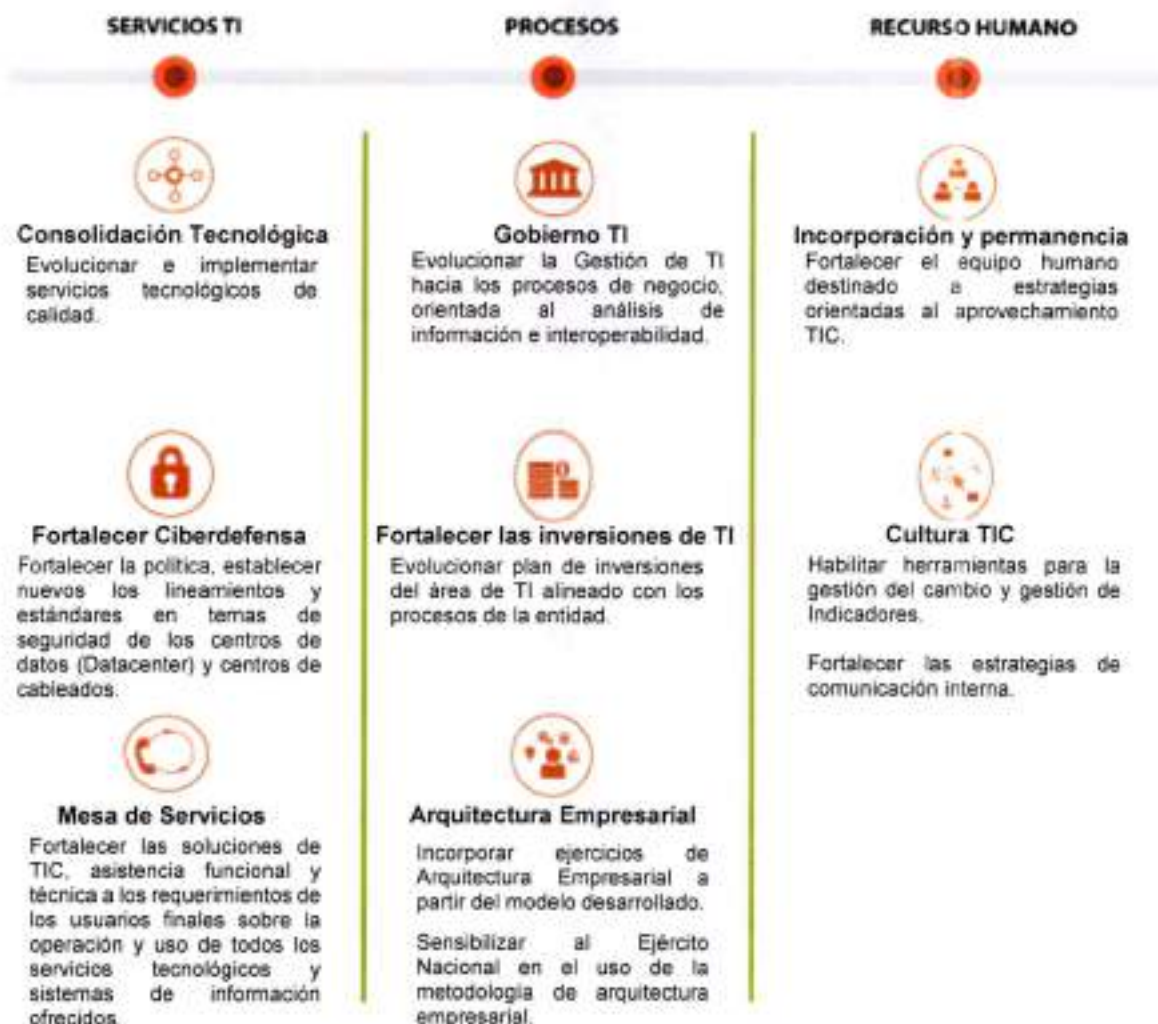 SERVICIOS TI
PROCESOS
RECURSO HUMANO
Consolidación Tecnológica
Evolucionar e implementar
servicios tecnológicos de
calidad.
Fortalecer Ciberdefensa
Fortalecer la política, establecer
nuevos los lineamientos y
estándares en temas de
seguridad de los centros de
datos (Datacenter) y centros de
cableados.
Mesa de Servicios
Fortalecer las soluciones de
TIC, asistencia funcional y
técnica a los requerimientos de
los usuarios finales sobre la
operación y uso de todos los
servicios tecnológicos y
sistemas de información
ofrecidos.
Gobierno TI
Evolucionar la Gestión de TI
hacia los procesos de negocio,
orientada al análisis de
información e interoperabilidad.
Fortalecer las inversiones de TI
Evolucionar plan de inversiones
del área de TI alineado con los
procesos de la entidad.
Arquitectura Empresarial
Incorporar ejercicios de
Arquitectura Empresarial a
partir del modelo desarrollado.
Sensibilizar al Ejército
Nacional en el uso de la
metodología de arquitectura
empresarial.
Incorporación y permanencia
Fortalecer el equipo humano
destinado a estrategias
orientadas al aprovechamiento
TIC.
Cultura TIC
Habilitar herramientas para la
gestión del cambio y gestión de
Indicadores.
Fortalecer las estrategias de
comunicación interna.